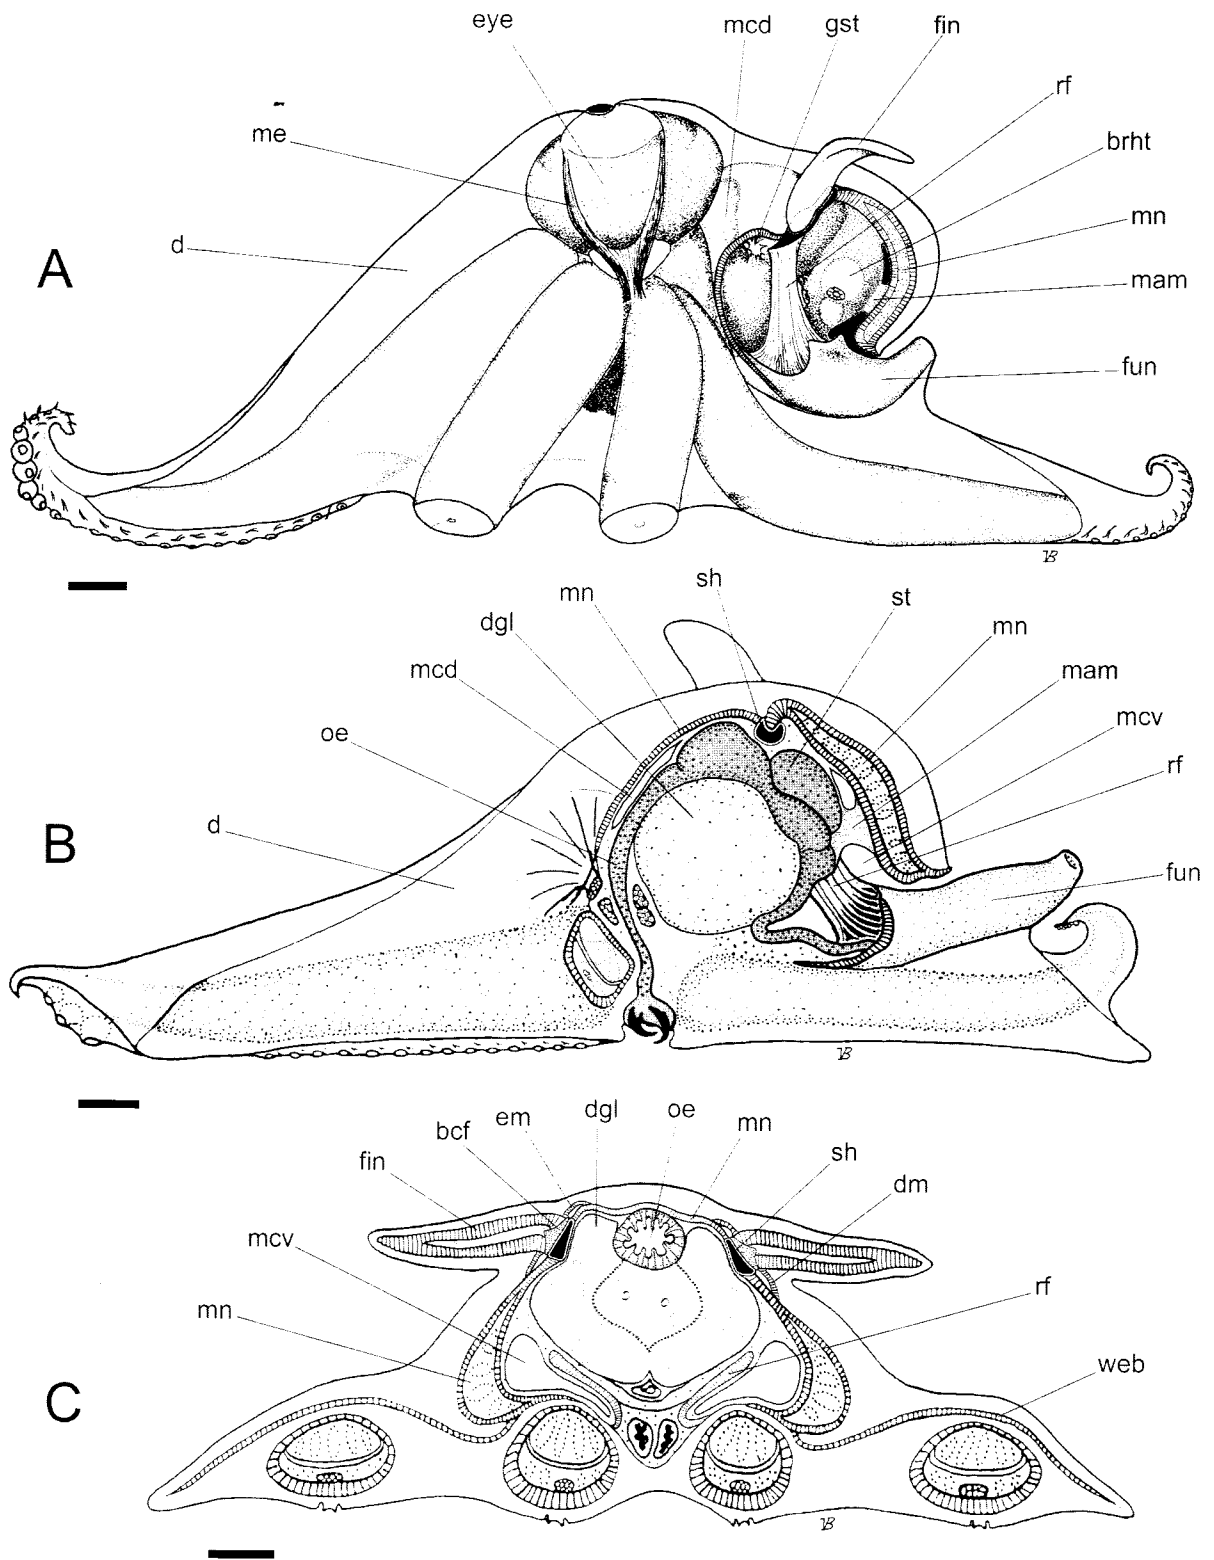 eye
mcd
gst
fin
rf
me
brht
mn
d
A
mam
fun
sh
mn
st
dgl
mn
mcd
mam
oe
mcv
rf
d
B
fun
dgl
oe
em
mn
bcf
sh
fin
dm
mcv
rf
mn
web
C